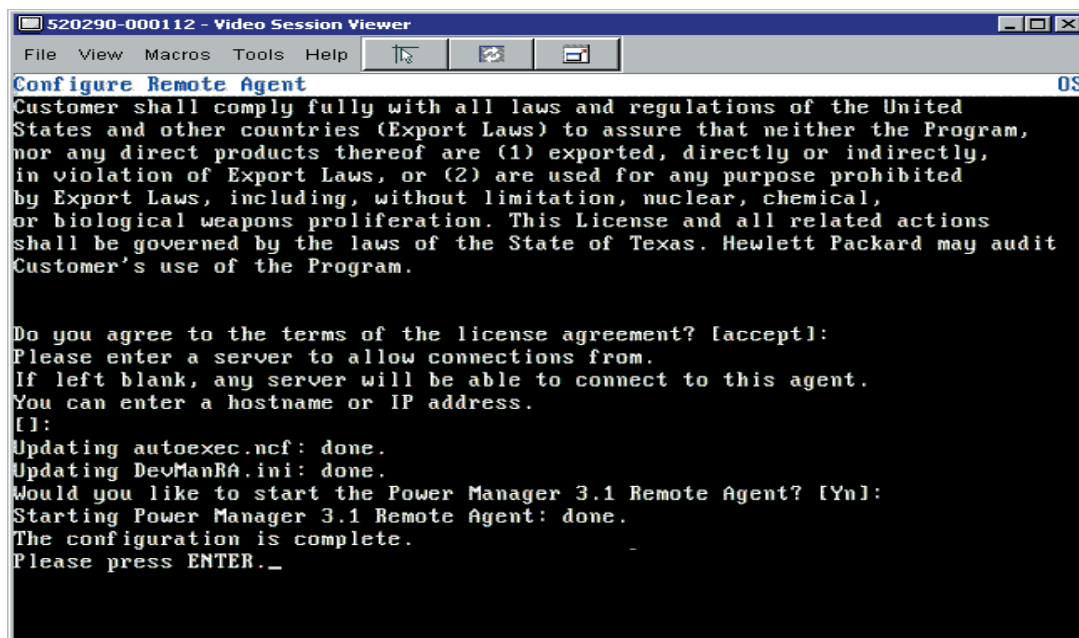 520290-000112 - Video Session Viewer
File View Macros Tools Help
Configure Remote Agent OS
Customer shall comply fully with all laws and regulations of the United
States and other countries (Export Laws) to assure that neither the Program,
nor any direct products thereof are (1) exported, directly or indirectly,
in violation of Export Laws, or (2) are used for any purpose prohibited
by Export Laws, including, without limitation, nuclear, chemical,
or biological weapons proliferation. This License and all related actions
shall be governed by the laws of the State of Texas. Hewlett Packard may audit
Customer's use of the Program.
Do you agree to the terms of the license agreement? [accept]:
Please enter a server to allow connections from.
If left blank, any server will be able to connect to this agent.
You can enter a hostname or IP address.
[]:
Updating autoexec.ncf: done.
Updating DevManRA.ini: done.
Would you like to start the Power Manager 3.1 Remote Agent? [Yn]:
Starting Power Manager 3.1 Remote Agent: done.
The configuration is complete.
Please press ENTER._